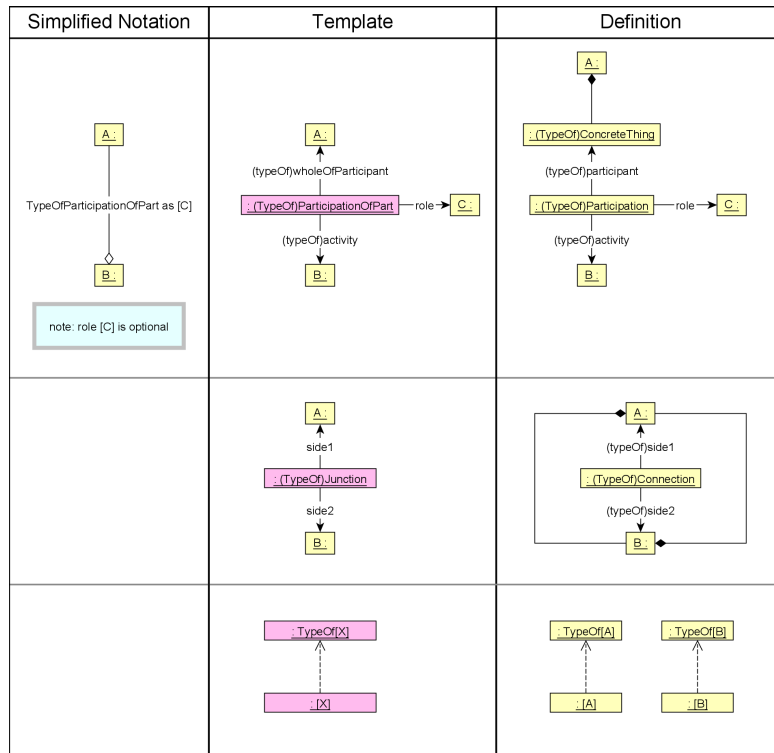 Simplified Notation
Template
Definition
A :
TypeOfParticipationOfPart as [C]
B :
note: role [C] is optional
A :
(typeOf)wholeOfParticipant
: (TypeOf)ParticipationOfPart
role
C :
(typeOf)activity
B :
A :
: (TypeOf)ConcreteThing
(typeOf)participant
: (TypeOf)Participation
role
C :
(typeOf)activity
B :
A :
side1
: (TypeOf)Junction
side2
B :
A :
(typeOf)side1
: (TypeOf)Connection
(typeOf)side2
B :
: TypeOf[X]
: [X]
: TypeOf[A]
: TypeOf[B]
: [A]
: [B]